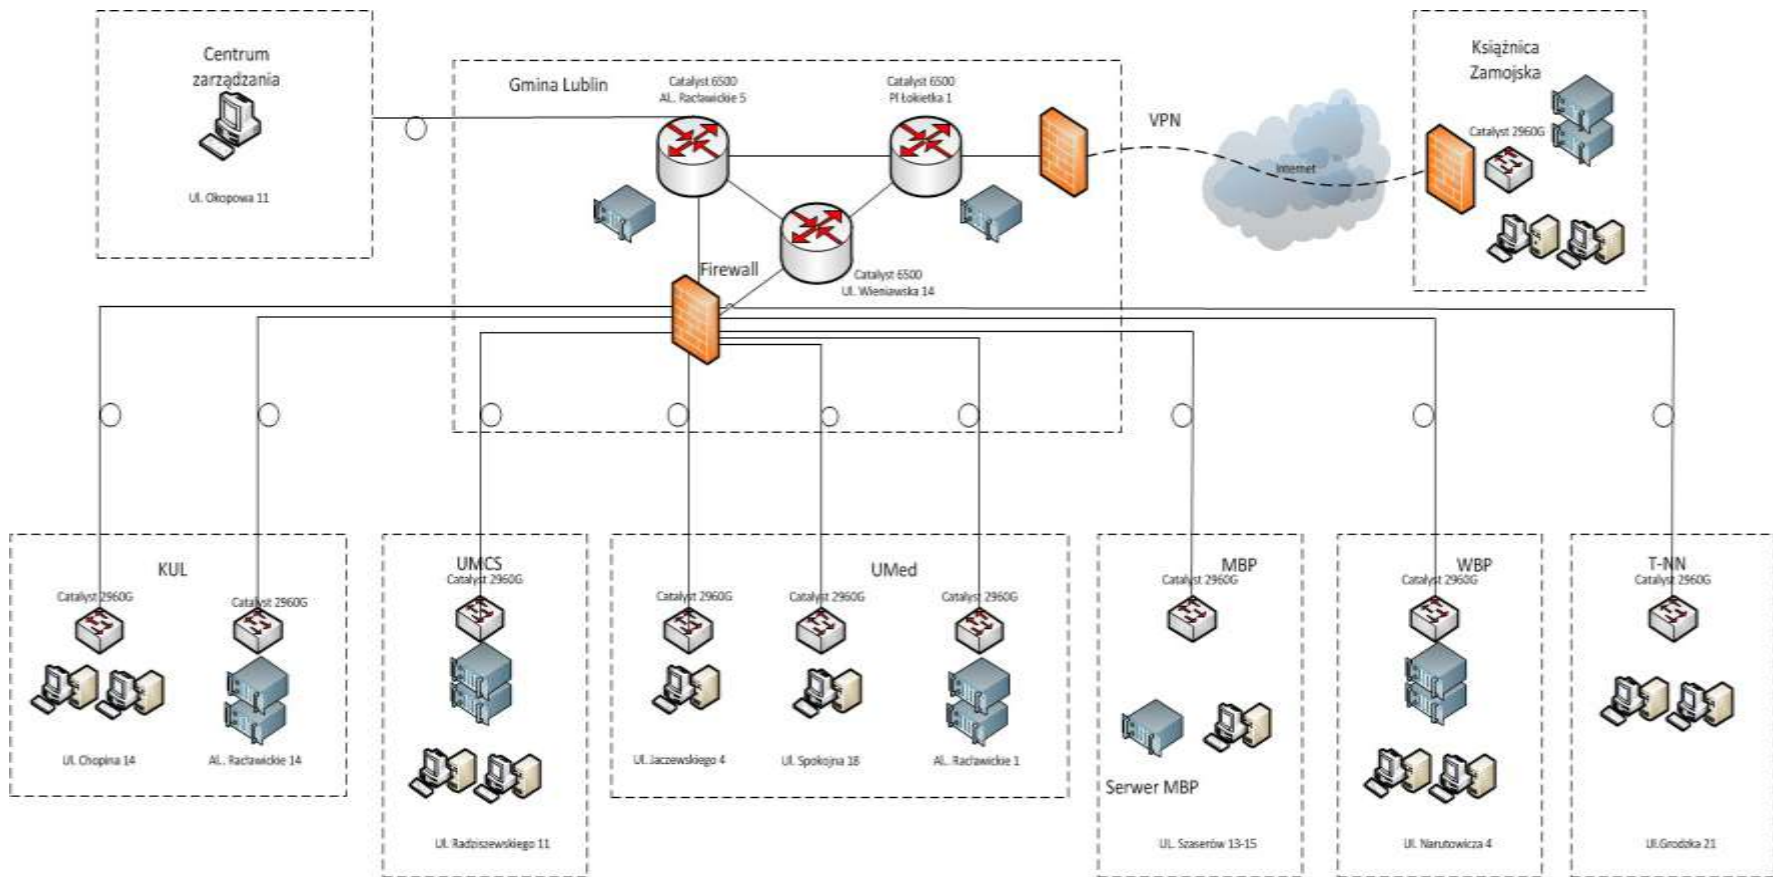 Centrum
zarządzania
Ul. Okopowa 11
Gmina Lublin
Catalyst 6500
AL. Racławickie 5
Catalyst 6500
Pl Łokietka 1
VPN
Internet
Książnica
Zamojska
Catalyst 2960G
Firewall
Catalyst 6500
Ul. Wieniawska 14
KUL
Catalyst 2960G
Catalyst 2960G
Ul. Chopina 14
AL. Racławickie 14
UMCS
Catalyst 2960G
Ul. Radziszewskiego 11
UMed
Catalyst 2960G
Catalyst 2960G
Catalyst 2960G
Ul. Jaczewskiego 4
Ul. Spokojna 18
AL. Racławickie 1
MBP
Catalyst 2960G
Serwer MBP
UL. Szaserów 13-15
WBP
Catalyst 2960G
Ul. Narutowicza 4
T-NN
Catalyst 2960G
Ul.Grodzka 21